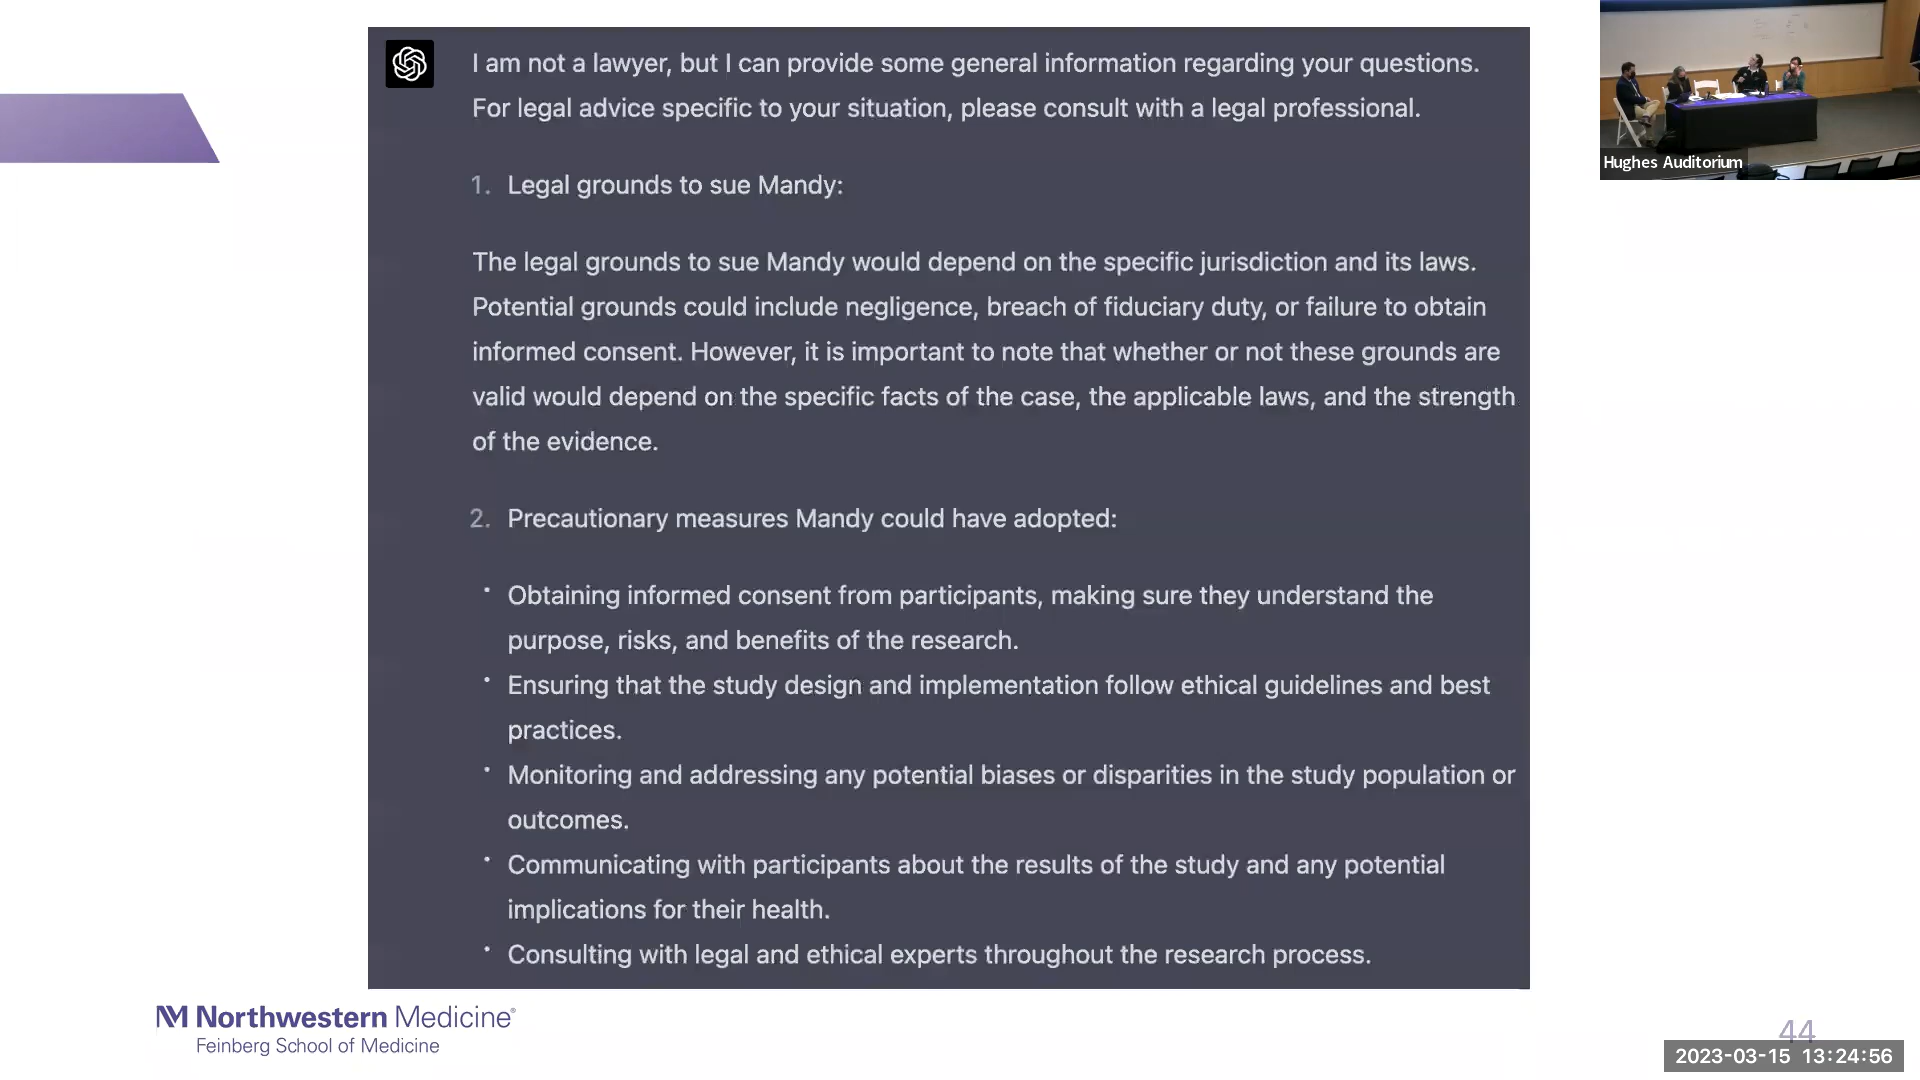 I am not a lawyer, but I can provide some general information regarding your questions.
For legal advice specific to your situation, please consult with a legal professional.
1. Legal grounds to sue Mandy:
The legal grounds to sue Mandy would depend on the specific jurisdiction and its laws.
Potential grounds could include negligence, breach of fiduciary duty, or failure to obtain
informed consent. However, it is important to note that whether or not these grounds are
valid would depend on the specific facts of the case, the applicable laws, and the strength
of the evidence.
2. Precautionary measures Mandy could have adopted:
• Obtaining informed consent from participants, making sure they understand the
purpose, risks, and benefits of the research.
• Ensuring that the study design and implementation follow ethical guidelines and best
practices.
• Monitoring and addressing any potential biases or disparities in the study population or
outcomes.
• Communicating with participants about the results of the study and any potential
implications for their health.
• Consulting with legal and ethical experts throughout the research process.
Hughes Auditorium
M Northwestern Medicine®
Feinberg School of Medicine
44
2023-03-15 13:24:56